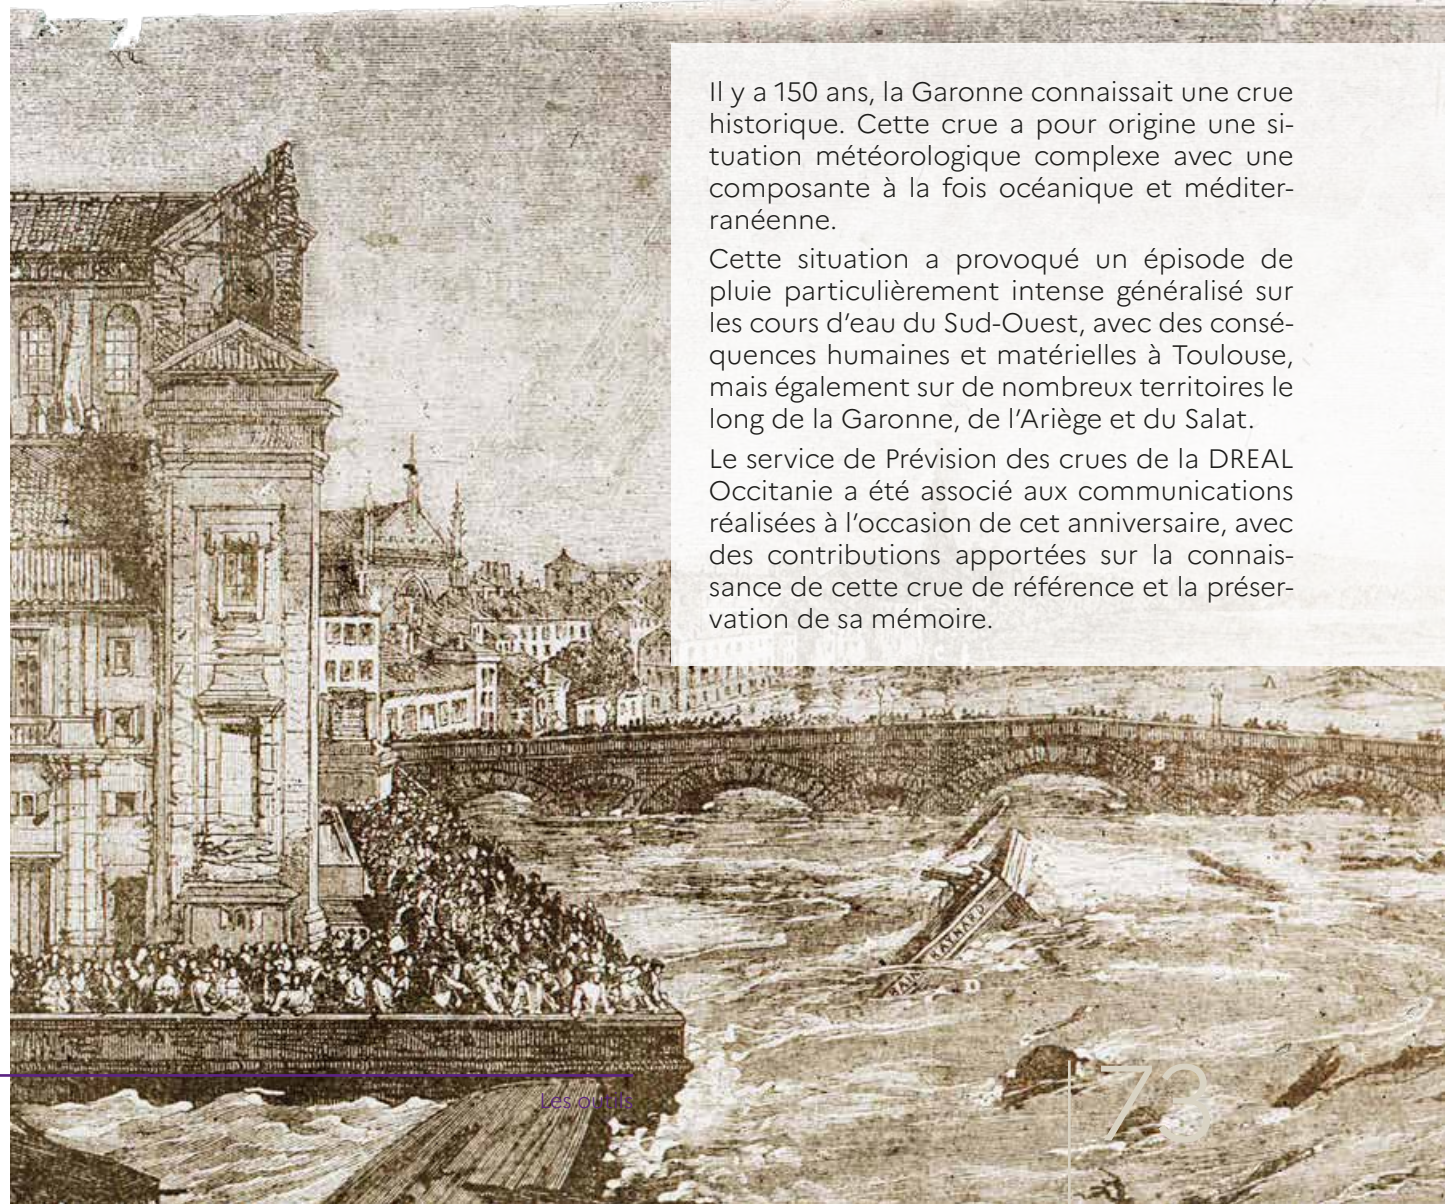 Il y a 150 ans, la Garonne connaissait une crue
historique. Cette crue a pour origine une si-
tuation météorologique complexe avec une
composante à la fois océanique et méditer-
ranéenne.
Cette situation a provoqué un épisode de
pluie particulièrement intense généralisé sur
les cours d'eau du Sud-Ouest, avec des consé-
quences humaines et matérielles à Toulouse,
mais également sur de nombreux territoires le
long de la Garonne, de l'Ariège et du Salat.
Le service de Prévision des crues de la DREAL
Occitanie a été associé aux communications
réalisées à l'occasion de cet anniversaire, avec
des contributions apportées sur la connais-
sance de cette crue de référence et la préser-
vation de sa mémoire.
E
D
Les outils
73